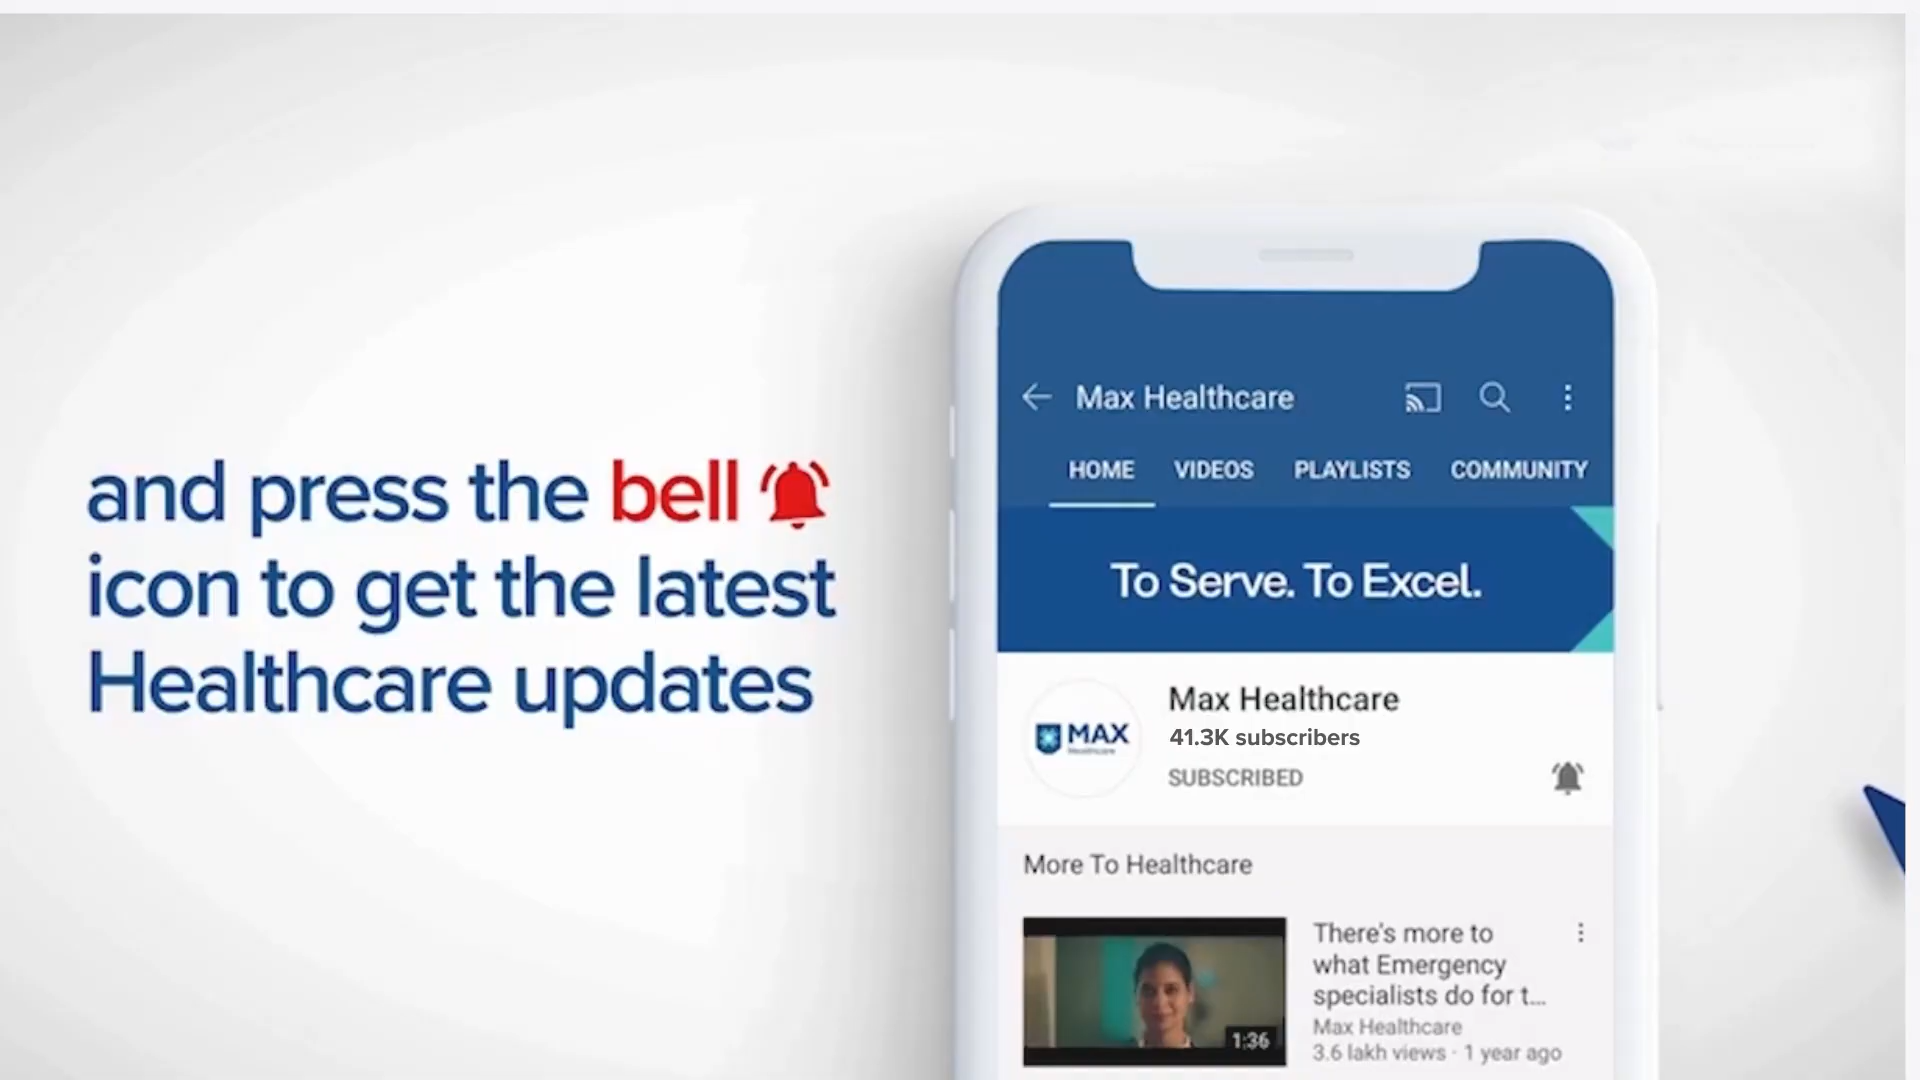 and press the bell
icon to get the latest
Healthcare updates
Max Healthcare
HOME VIDEOS PLAYLISTS COMMUNITY
To Serve. To Excel.
MAX
Healthcare
Max Healthcare
41.3K subscribers
SUBSCRIBED
More To Healthcare
1:36
There's more to
what Emergency
specialists do for t...
Max Healthcare
3.6 lakh views · 1 year ago